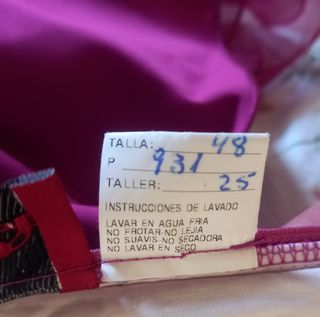 TALLA: 48
P 931
TALLER: 25
INSTRUCCIONES DE LAVADO
LAVAR EN AGUA FRIA
NO FROTAR-NO LEJIA
NO SUAVIS-NO SECADORA
NO LAVAR EN SECO